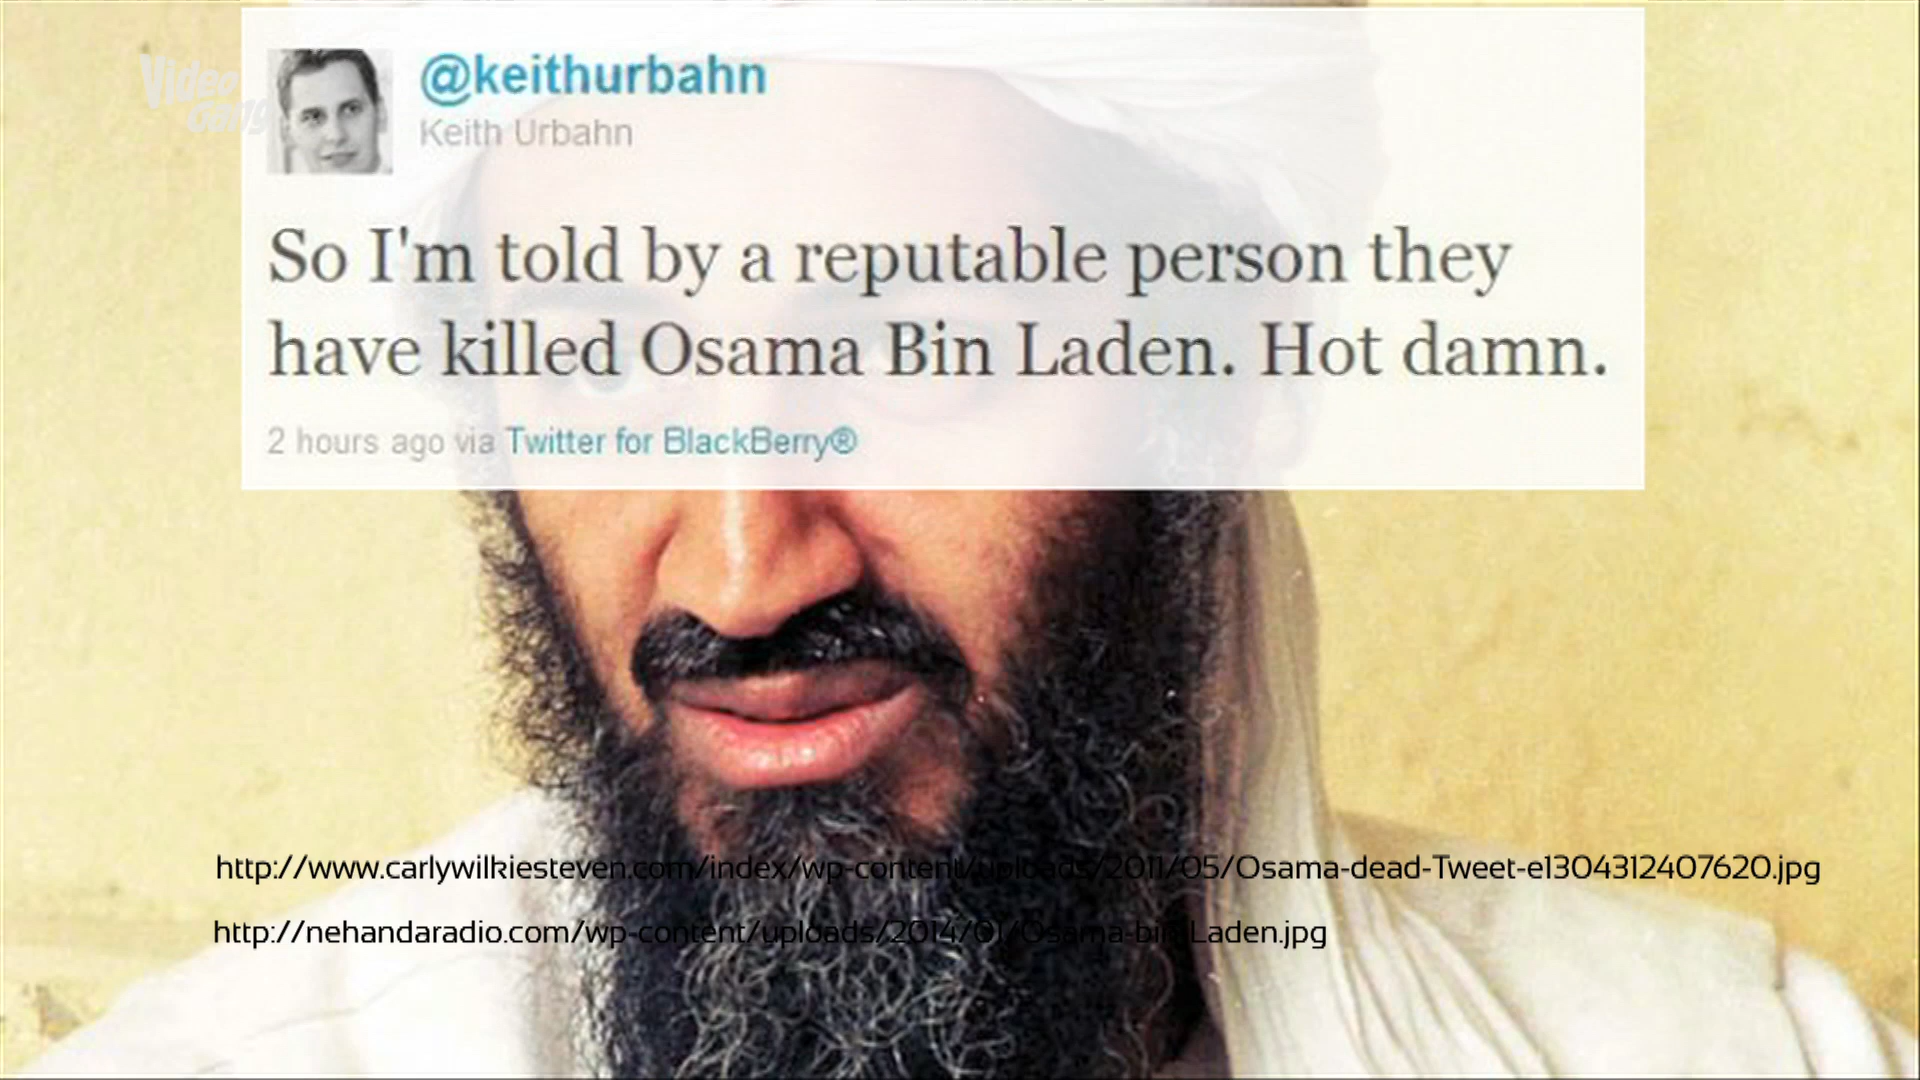 Video
Gang
@keithurbahn
Keith Urbahn
So I'm told by a reputable person they
have killed Osama Bin Laden. Hot damn.
2 hours ago via Twitter for BlackBerry®
http://www.carlywilkiesteven.com/index/wp-content/uploads/2011/05/Osama-dead-Tweet-e1304312407620.jpg
http://nehandaradio.com/wp-content/uploads/2014/01/Osama-bin-Laden.jpg